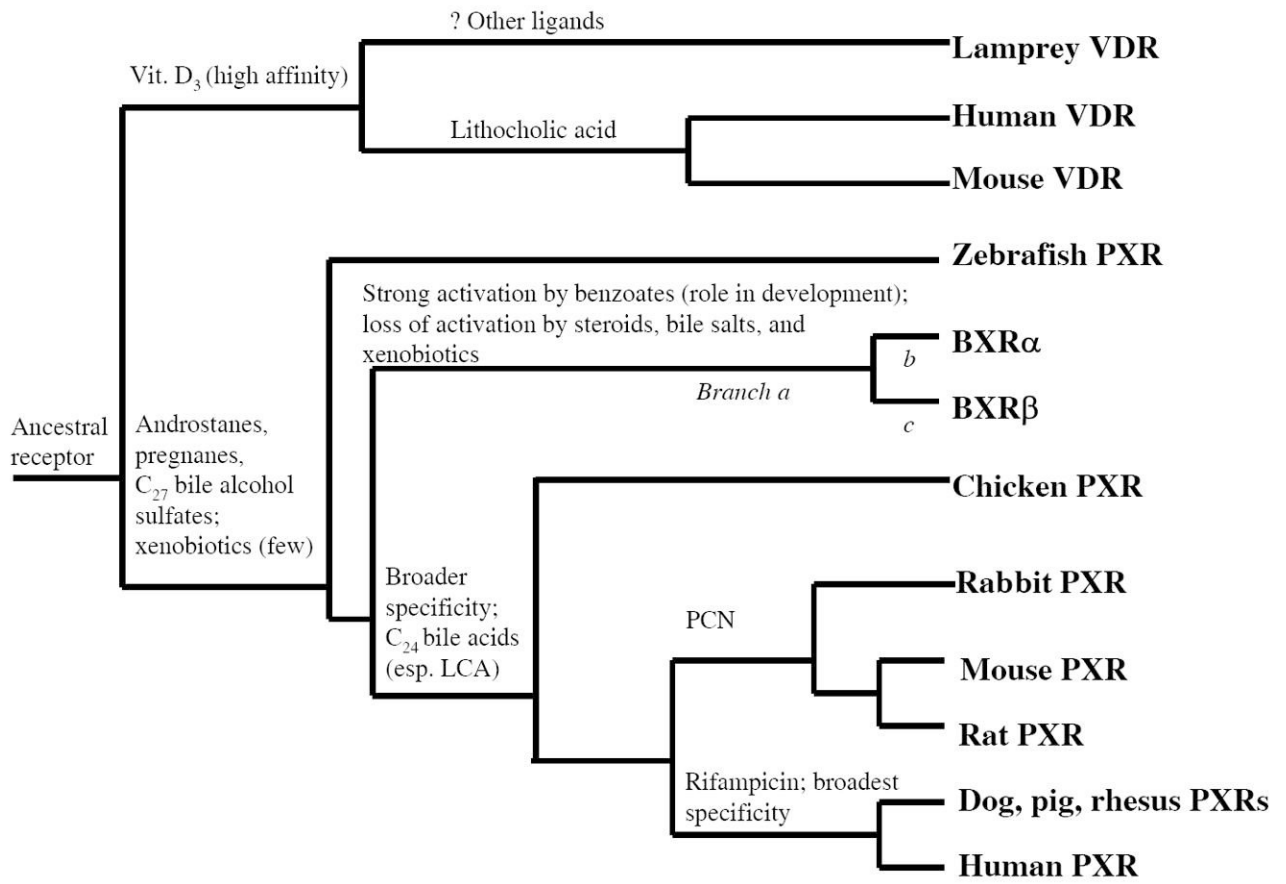 ? Other ligands
Lamprey VDR
Vit. D₃ (high affinity)
Human VDR
Lithocholic acid
Mouse VDR
Zebrafish PXR
Strong activation by benzoates (role in development);
loss of activation by steroids, bile salts, and
xenobiotics
BXRα
b
Branch a
BXRβ
c
Ancestral
receptor
Androstanes,
pregnanes,
C₂₇ bile alcohol
sulfates;
xenobiotics (few)
Chicken PXR
Broader
specificity;
C₂₄ bile acids
(esp. LCA)
Rabbit PXR
PCN
Mouse PXR
Rat PXR
Rifampicin; broadest
specificity
Dog, pig, rhesus PXRs
Human PXR